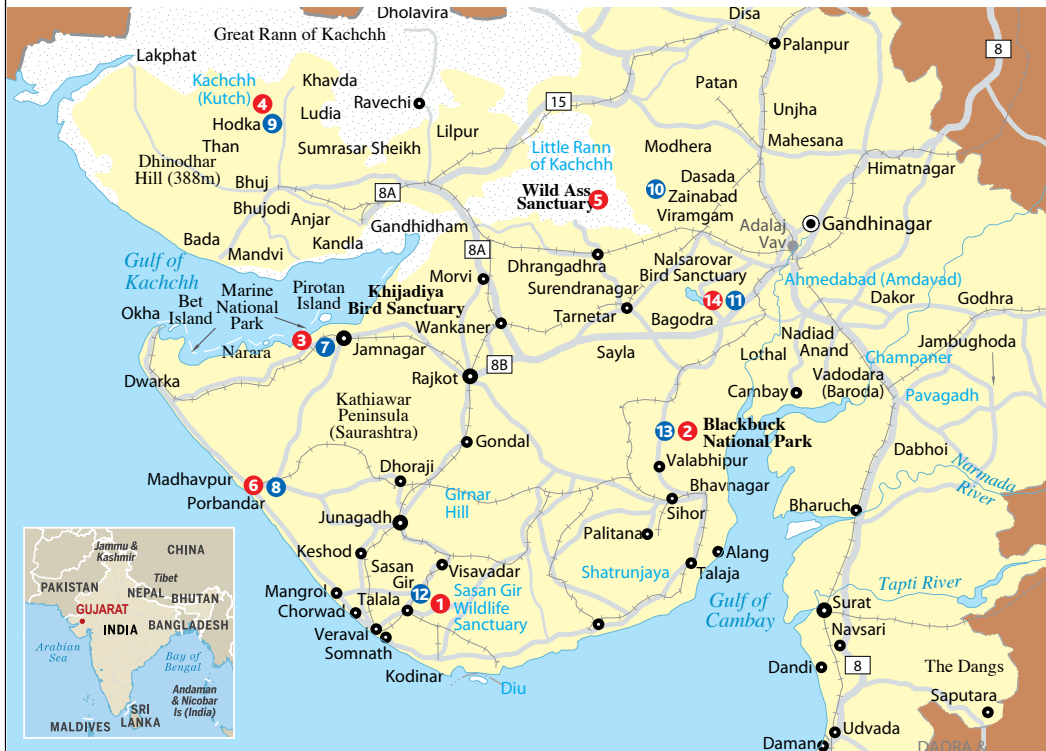 Dholavira
Disa
Great Rann of Kachchh
Palanpur
8
Lakphat
Kachchh
(Kutch)
Khavda
Patan
4
Ludia
Ravechi
15
Unjha
Hodka 9
Lilpur
Mahesana
Than
Sumrasar Sheikh
Little Rann
of Kachchh
Modhera
Himatnagar
Dhinodhar
Hill (388m)
Dasada
Bhuj
8A
Wild Ass
Sanctuary
5
10
Zainabad
Viramgam
Bhujodi
Anjar
Gandhidham
Gandhinagar
Adalaj
Vav
Bada
Kandla
8A
Mandvi
Nalsarovar
Bird Sanctuary
Gulf of
Kachchh
Dhrangadhra
Morvi
Ahmedabad (Amdavad)
Marine
National
Park
Pirotan
Island
Khijadiya
Bird Sanctuary
Surendranagar
14 11
Dakor
Godhra
Bet
Island
Okha
Wankaner
Tarnetar
Bagodra
Nadiad
Anand
Jambughoda
3
7
Narara
Jamnagar
8B
Sayla
Lothal
Champaner
Dwarka
Rajkot
Cambay
Vadodara
(Baroda)
Pavagadh
Kathiawar
Peninsula
(Saurashtra)
13 2
Blackbuck
National Park
Gondal
Dabhoi
Valabhipur
Dhoraji
Madhavpur
6 8
Girnar
Hill
Bhavnagar
Narmada
River
Porbandar
Bharuch
Junagadh
Sihor
Palitana
Keshod
Alang
Sasan
Gir
Visavadar
Shatrunjaya
Talaja
Tapti River
Mangrol
12
1
Sasan Gir
Wildlife
Sanctuary
Gulf of
Cambay
Chorwad
Talala
Surat
Veraval
Navsari
Somnath
Kodinar
Diu
Dandi
8
The Dangs
Saputara
Udvada
Daman
DADRA &
Jammu &
Kashmir
CHINA
Tibet
PAKISTAN
NEPAL
BHUTAN
GUJARAT
INDIA
BANGLADESH
Arabian
Sea
Bay of
Bengal
Andaman
& Nicobar
Is (India)
SRI
LANKA
MALDIVES